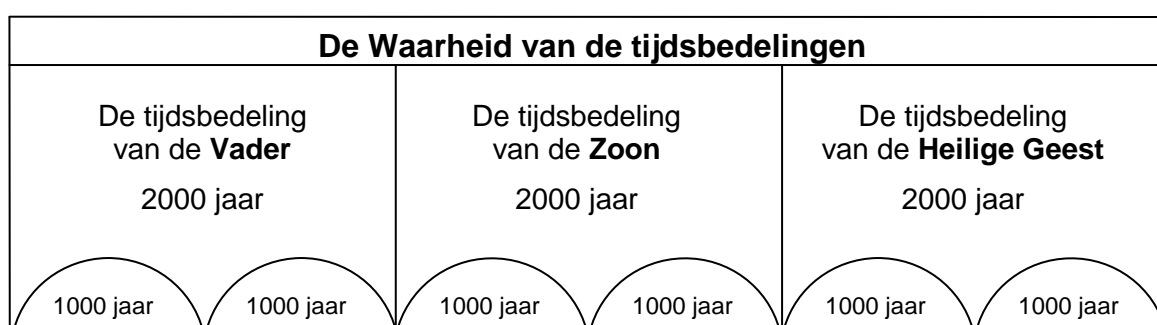 De Waarheid van de tijdsbedelingen
De tijdsbedeling
van de Vader
2000 jaar
De tijdsbedeling
van de Zoon
2000 jaar
De tijdsbedeling
van de Heilige Geest
2000 jaar
1000 jaar 1000 jaar 1000 jaar 1000 jaar 1000 jaar 1000 jaar